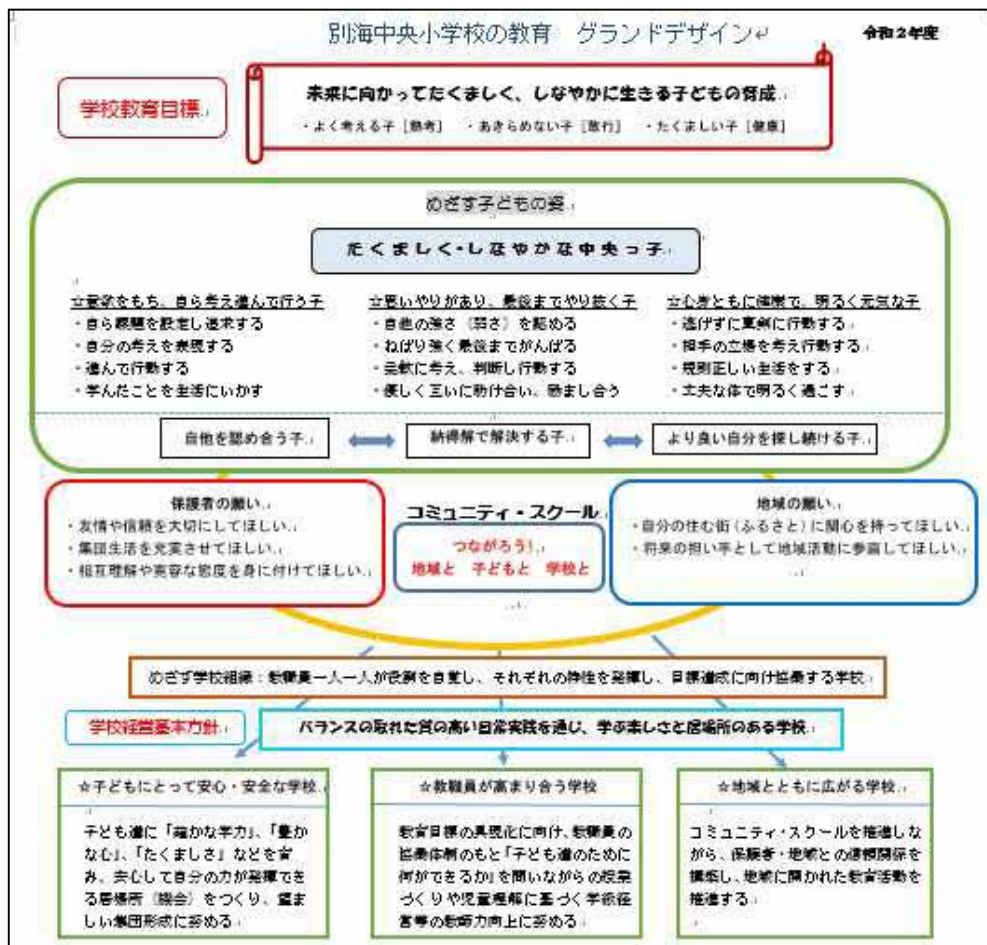 別海中央小学校の教育　グランドデザイン
令和２年度
学校教育目標
未来に向かってたくましく、しなやかに生きる子どもの育成
・よく考える子［熟考］　・あきらめない子［敢行］　・たくましい子［健康］
めざす子どもの姿
たくましく・しなやかな中央っ子
☆意欲をもち、自ら考え進んで行う子
・自ら課題を設定し追求する
・自分の考えを表現する
・進んで行動する
・学んだことを生活にいかす
☆思いやりがあり、最後までやり抜く子
・自他の強さ（弱さ）を認める
・ねばり強く最後までがんばる
・柔軟に考え、判断し行動する
・優しく互いに助け合い、励まし合う
☆心身ともに健康で、明るく元気な子
・逃げずに真剣に行動する
・相手の立場を考え行動する
・規則正しい生活をする
・丈夫な体で明るく過ごす
自他を認め合う子
納得解で解決する子
より良い自分を探し続ける子
保護者の願い
・友情や信頼を大切にしてほしい
・集団生活を充実させてほしい
・相互理解や寛容な態度を身に付けてほしい
コミュニティ・スクール
つながろう！
地域と　子どもと　学校と
地域の願い
・自分の住む街（ふるさと）に関心を持ってほしい
・将来の担い手として地域活動に参画してほしい
めざす学校組織：教職員一人一人が役割を自覚し、それぞれの特性を発揮し、目標達成に向け協働する学校
学校経営基本方針
バランスの取れた質の高い日常実践を通じ、学ぶ楽しさと居場所のある学校
☆子どもにとって安心・安全な学校
子ども達に「確かな学力」、「豊か
な心」、「たくましさ」などを育
み、安心して自分の力が発揮でき
る居場所（機会）をつくり、望ま
しい集団形成に努める
☆教職員が高まり合う学校
教育目標の具現化に向け、教職員の
協働体制のもと「子ども達のために
何ができるか」を問いながらの授業
づくりや児童理解に基づく学級経
営等の教師力向上に努める
☆地域とともに広がる学校
コミュニティ・スクールを推進しな
がら、保護者・地域との信頼関係を
構築し、地域に開かれた教育活動を
推進する